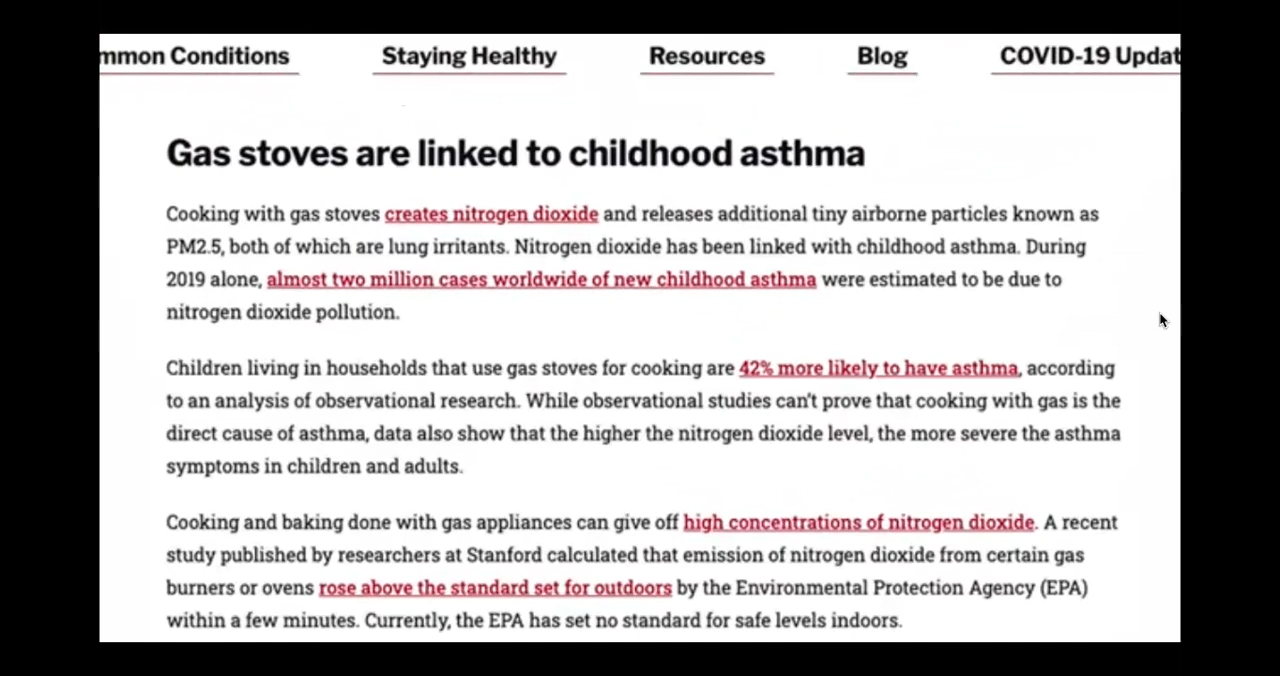 mmon Conditions Staying Healthy Resources Blog COVID-19 Updat
Gas stoves are linked to childhood asthma
Cooking with gas stoves creates nitrogen dioxide and releases additional tiny airborne particles known as
PM2.5, both of which are lung irritants. Nitrogen dioxide has been linked with childhood asthma. During
2019 alone, almost two million cases worldwide of new childhood asthma were estimated to be due to
nitrogen dioxide pollution.
Children living in households that use gas stoves for cooking are 42% more likely to have asthma, according
to an analysis of observational research. While observational studies can't prove that cooking with gas is the
direct cause of asthma, data also show that the higher the nitrogen dioxide level, the more severe the asthma
symptoms in children and adults.
Cooking and baking done with gas appliances can give off high concentrations of nitrogen dioxide. A recent
study published by researchers at Stanford calculated that emission of nitrogen dioxide from certain gas
burners or ovens rose above the standard set for outdoors by the Environmental Protection Agency (EPA)
within a few minutes. Currently, the EPA has set no standard for safe levels indoors.